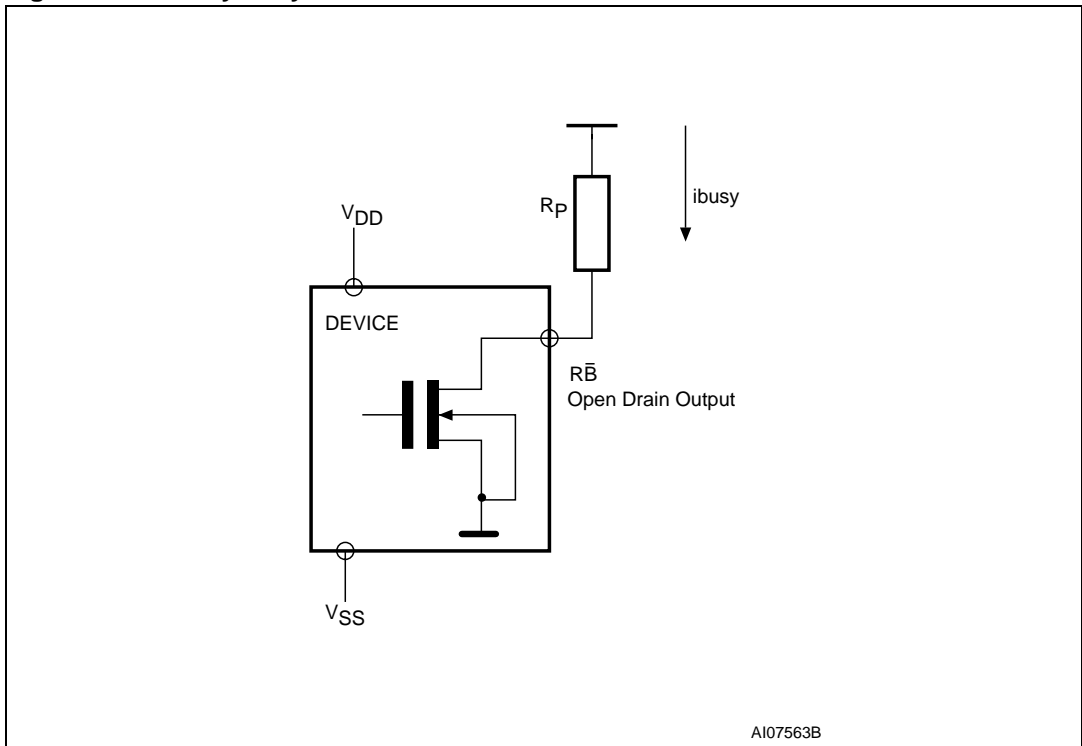 RP
ibusy
VDD
DEVICE
RB̅
Open Drain Output
VSS
AI07563B